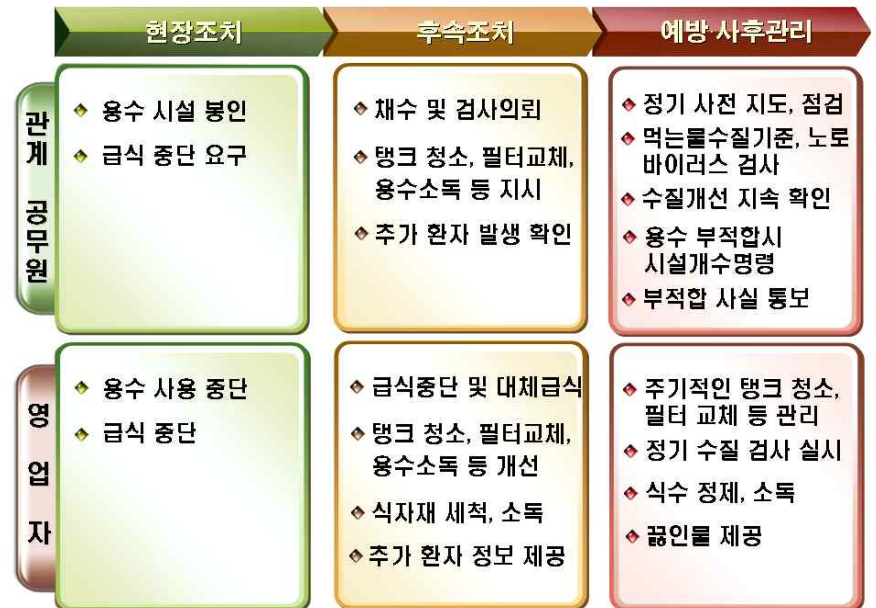 현장조치
후속조치
예방·사후관리
관계 공무원
용수 시설 봉인
급식 중단 요구
채수 및 검사의뢰
탱크 청소, 필터교체,
용수소독 등 지시
추가 환자 발생 확인
정기 사전 지도, 점검
먹는물수질기준, 노로
바이러스 검사
수질개선 지속 확인
용수 부적합시
시설개수명령
부적합 사실 통보
영업자
용수 사용 중단
급식 중단
급식중단 및 대체급식
탱크 청소, 필터교체,
용수소독 등 개선
식자재 세척, 소독
추가 환자 정보 제공
주기적인 탱크 청소,
필터 교체 등 관리
정기 수질 검사 실시
식수 정제, 소독
끓인물 제공